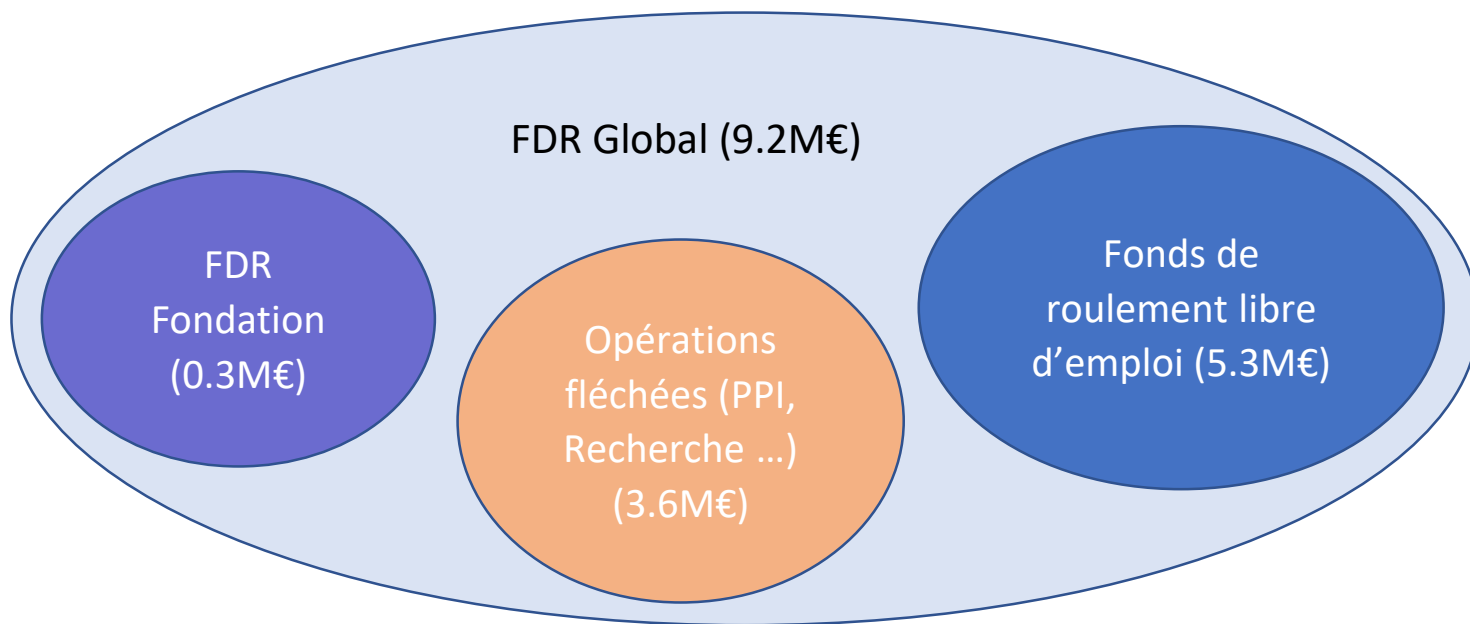 FDR Global (9.2M€)
FDR
Fondation
(0.3M€)
Opérations
fléchées (PPI,
Recherche …)
(3.6M€)
Fonds de
roulement libre
d’emploi (5.3M€)